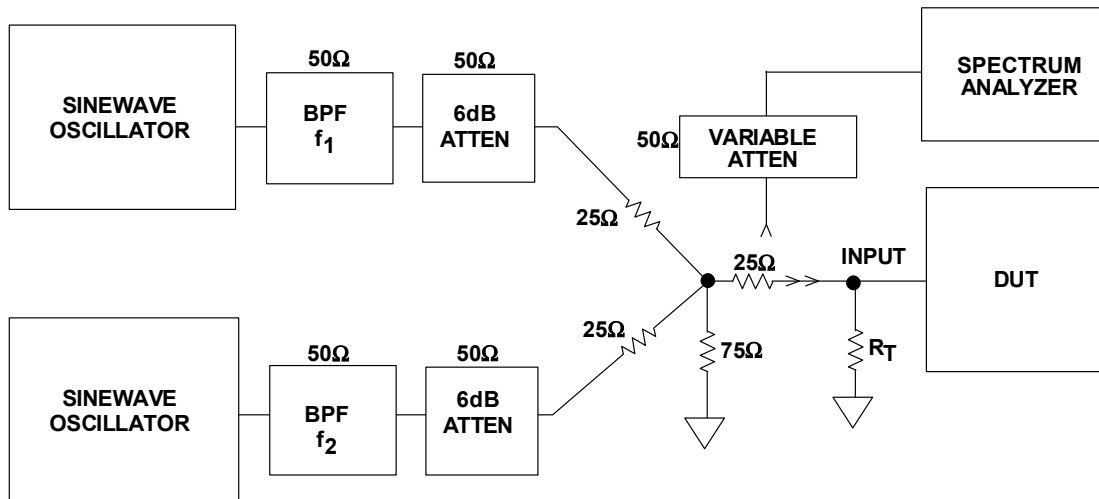 SINEWAVE
OSCILLATOR
50Ω
BPF
f1
50Ω
6dB
ATTEN
25Ω
50Ω
VARIABLE
ATTEN
SPECTRUM
ANALYZER
25Ω
INPUT
DUT
RT
75Ω
25Ω
SINEWAVE
OSCILLATOR
50Ω
BPF
f2
50Ω
6dB
ATTEN